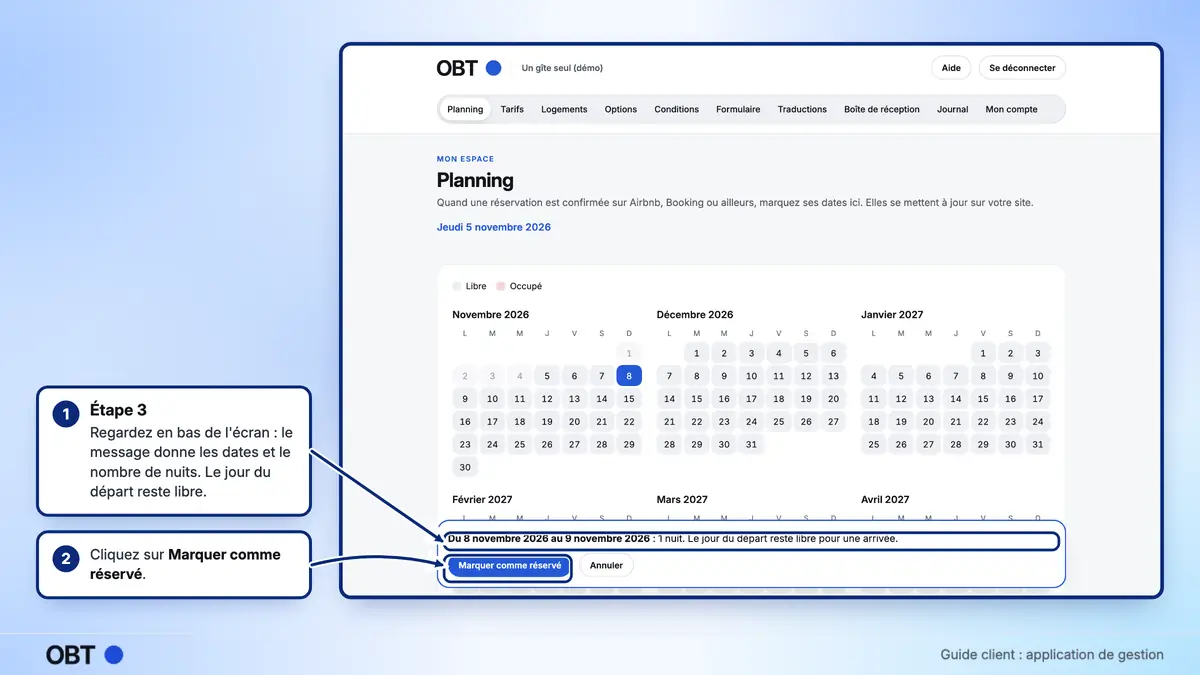 OBT
Un gîte seul (démo)
Aide
Se déconnecter
Planning Tarifs Logements Options Conditions Formulaire Traductions Boîte de réception Journal Mon compte
MON ESPACE
Planning
Quand une réservation est confirmée sur Airbnb, Booking ou ailleurs, marquez ses dates ici. Elles se mettent à jour sur votre site.
Jeudi 5 novembre 2026
Libre Occupé
Novembre 2026
L M M J V S D
1
2 3 4 5 6 7 8
9 10 11 12 13 14 15
16 17 18 19 20 21 22
23 24 25 26 27 28 29
30
Décembre 2026
L M M J V S D
1 2 3 4 5 6
7 8 9 10 11 12 13
14 15 16 17 18 19 20
21 22 23 24 25 26 27
28 29 30 31
Janvier 2027
L M M J V S D
1 2 3
4 5 6 7 8 9 10
11 12 13 14 15 16 17
18 19 20 21 22 23 24
25 26 27 28 29 30 31
Février 2027
L M M J V S D
Mars 2027
L M M J V S D
Avril 2027
L M M J V S D
Du 8 novembre 2026 au 9 novembre 2026 : 1 nuit. Le jour du départ reste libre pour une arrivée.
Marquer comme réservé
Annuler
1
Étape 3
Regardez en bas de l'écran : le
message donne les dates et le
nombre de nuits. Le jour du
départ reste libre.
2
Cliquez sur Marquer comme
réservé.
OBT
Guide client : application de gestion